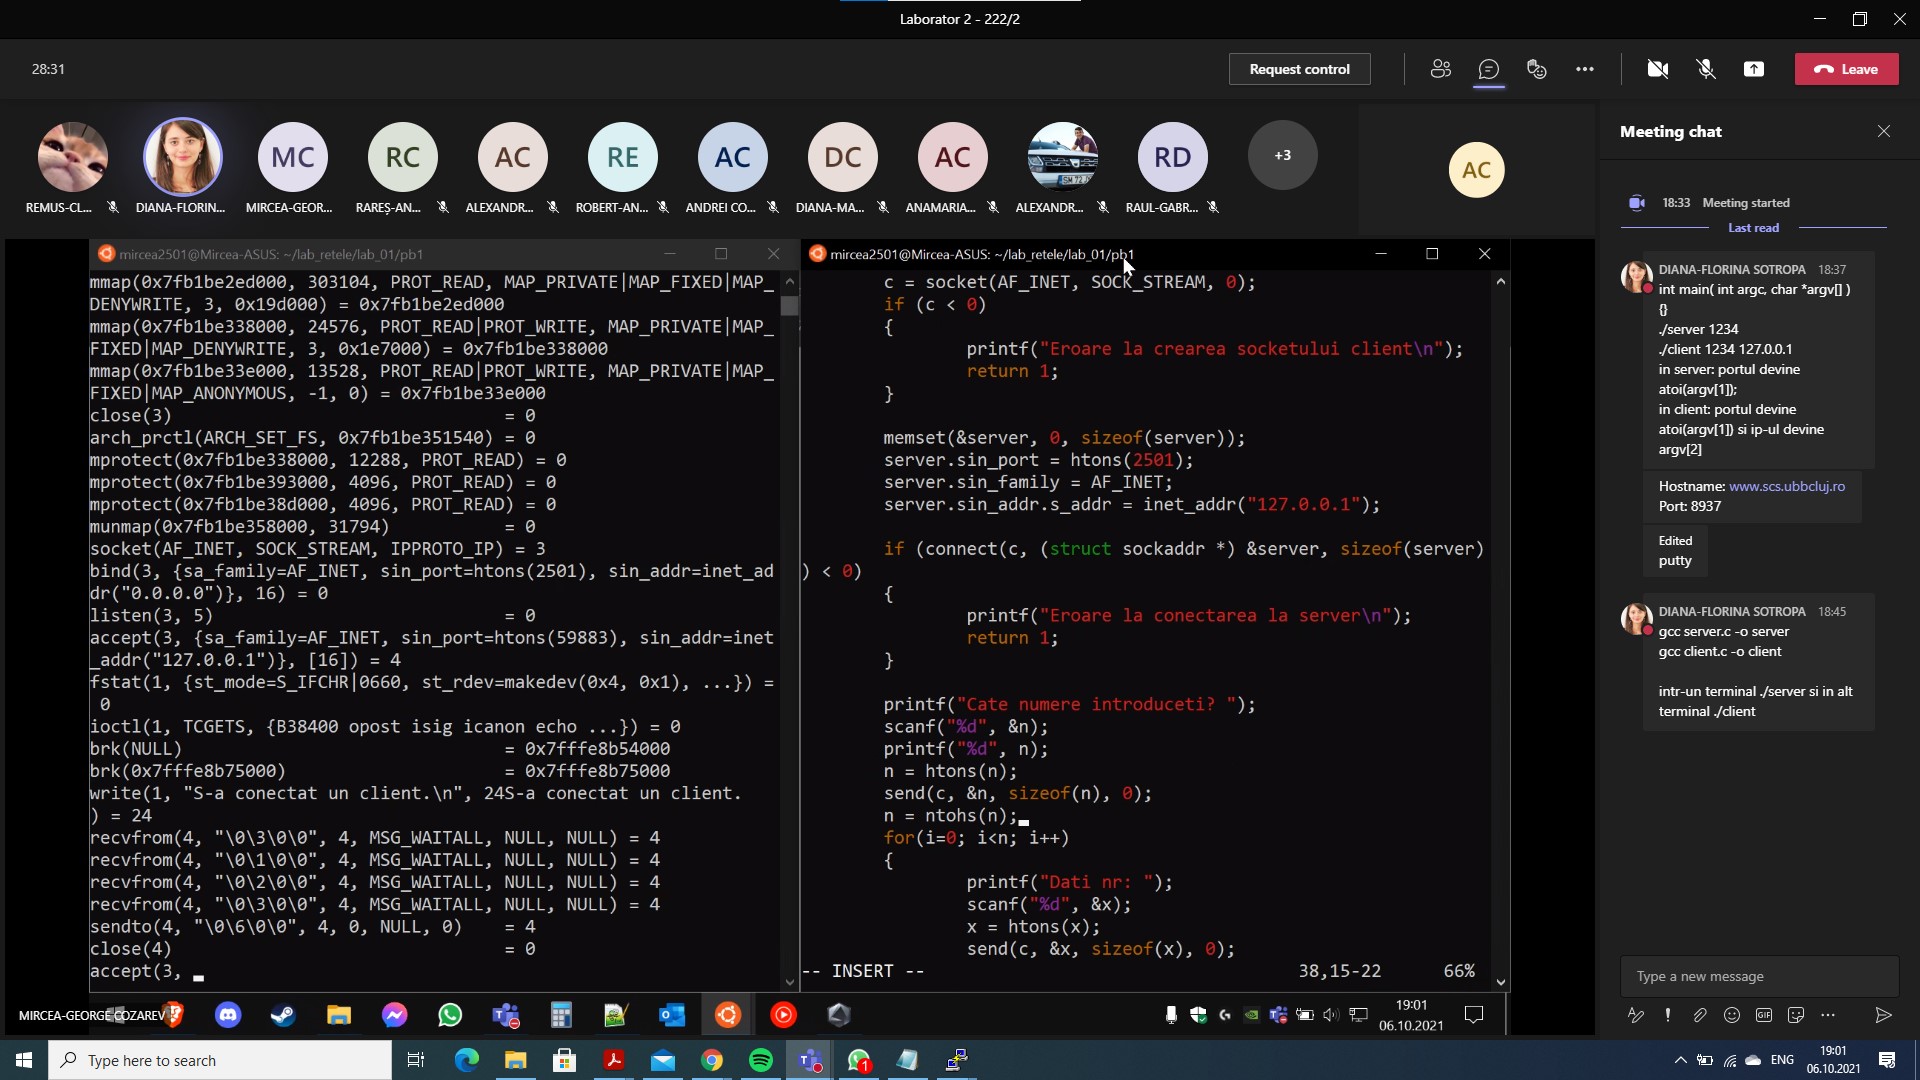 Laborator 2 - 222/2
28:31
Request control
Leave
MC
RC
AC
RE
AC
DC
AC
RD
+3
AC
REMUS-CL...
DIANA-FLORIN...
MIRCEA-GEOR...
RAREȘ-AN...
ALEXANDR...
ROBERT-AN...
ANDREI CO...
DIANA-MA...
ANAMARIA...
ALEXANDR...
RAUL-GABR...
mircea2501@Mircea-ASUS: ~/lab_retele/lab_01/pb1
mmap(0x7fb1be2ed000, 303104, PROT_READ, MAP_PRIVATE|MAP_FIXED|MAP_
DENYWRITE, 3, 0x19d000) = 0x7fb1be2ed000
mmap(0x7fb1be338000, 24576, PROT_READ|PROT_WRITE, MAP_PRIVATE|MAP_
FIXED|MAP_DENYWRITE, 3, 0x1e7000) = 0x7fb1be338000
mmap(0x7fb1be33e000, 13528, PROT_READ|PROT_WRITE, MAP_PRIVATE|MAP_
FIXED|MAP_ANONYMOUS, -1, 0) = 0x7fb1be33e000
close(3) = 0
arch_prctl(ARCH_SET_FS, 0x7fb1be351540) = 0
mprotect(0x7fb1be338000, 12288, PROT_READ) = 0
mprotect(0x7fb1be393000, 4096, PROT_READ) = 0
mprotect(0x7fb1be38d000, 4096, PROT_READ) = 0
munmap(0x7fb1be358000, 31794) = 0
socket(AF_INET, SOCK_STREAM, IPPROTO_IP) = 3
bind(3, {sa_family=AF_INET, sin_port=htons(2501), sin_addr=inet_ad
dr("0.0.0.0")}, 16) = 0
listen(3, 5) = 0
accept(3, {sa_family=AF_INET, sin_port=htons(59883), sin_addr=inet
_addr("127.0.0.1")}, [16]) = 4
fstat(1, {st_mode=S_IFCHR|0660, st_rdev=makedev(0x4, 0x1), ...}) =
0
ioctl(1, TCGETS, {B38400 opost isig icanon echo ...}) = 0
brk(NULL) = 0x7fffe8b54000
brk(0x7fffe8b75000) = 0x7fffe8b75000
write(1, "S-a conectat un client.\n", 24S-a conectat un client.
) = 24
recvfrom(4, "\0\3\0\0", 4, MSG_WAITALL, NULL, NULL) = 4
recvfrom(4, "\0\1\0\0", 4, MSG_WAITALL, NULL, NULL) = 4
recvfrom(4, "\0\2\0\0", 4, MSG_WAITALL, NULL, NULL) = 4
recvfrom(4, "\0\3\0\0", 4, MSG_WAITALL, NULL, NULL) = 4
sendto(4, "\0\6\0\0", 4, 0, NULL, 0) = 4
close(4) = 0
accept(3,
mircea2501@Mircea-ASUS: ~/lab_retele/lab_01/pb1
c = socket(AF_INET, SOCK_STREAM, 0);
if (c < 0)
{
printf("Eroare la crearea socketului client\n");
return 1;
}
memset(&server, 0, sizeof(server));
server.sin_port = htons(2501);
server.sin_family = AF_INET;
server.sin_addr.s_addr = inet_addr("127.0.0.1");
if (connect(c, (struct sockaddr *) &server, sizeof(server)
) < 0)
{
printf("Eroare la conectarea la server\n");
return 1;
}
printf("Cate numere introduceti? ");
scanf("%d", &n);
printf("%d", n);
n = htons(n);
send(c, &n, sizeof(n), 0);
n = ntohs(n);
for(i=0; i<n; i++)
{
printf("Dati nr: ");
scanf("%d", &x);
x = htons(x);
send(c, &x, sizeof(x), 0);
-- INSERT -- 38,15-22 66%
MIRCEA-GEORGE COZAREV
19:01
06.10.2021
Meeting chat
18:33 Meeting started
Last read
DIANA-FLORINA SOTROPA 18:37
int main( int argc, char *argv[] )
{}
./server 1234
./client 1234 127.0.0.1
in server: portul devine
atoi(argv[1]);
in client: portul devine
atoi(argv[1]) si ip-ul devine
argv[2]
Hostname: www.scs.ubbcluj.ro
Port: 8937
Edited
putty
DIANA-FLORINA SOTROPA 18:45
gcc server.c -o server
gcc client.c -o client
intr-un terminal ./server si in alt
terminal ./client
Type a new message
GIF
Type here to search
1
ENG
19:01
06.10.2021